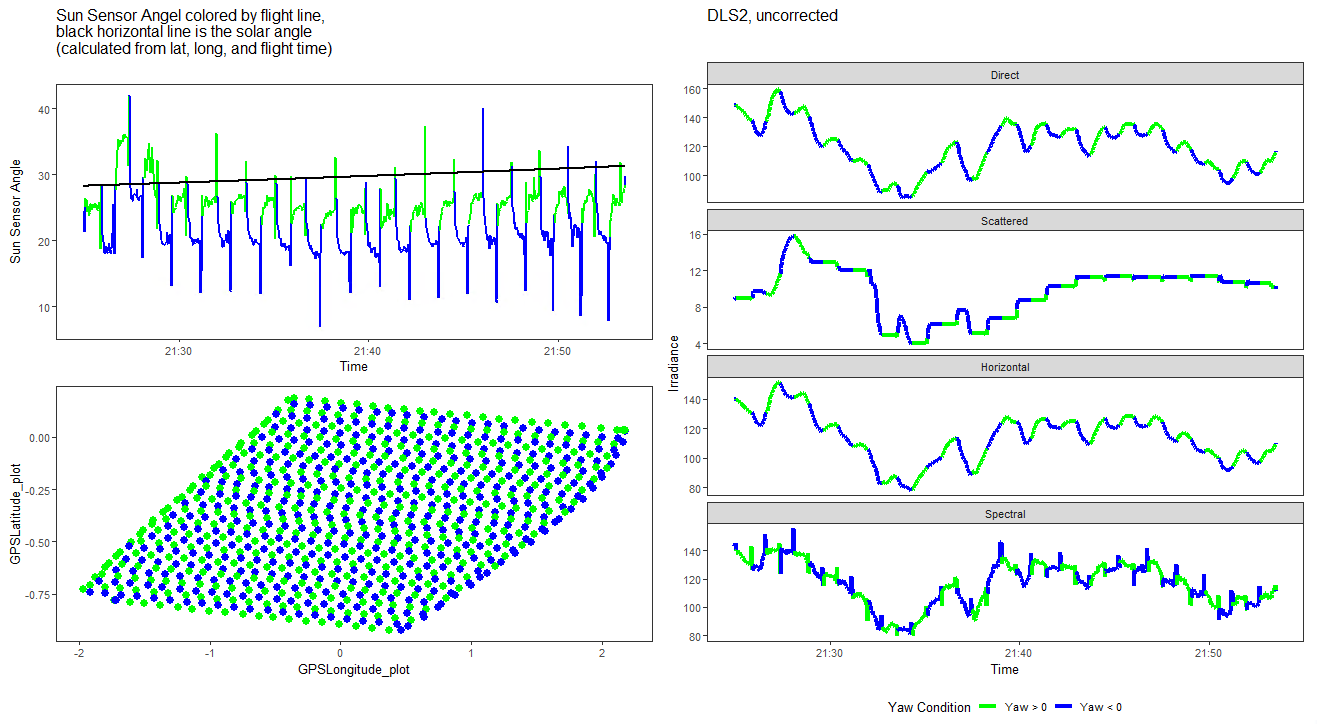 Sun Sensor Angel colored by flight line,
black horizontal line is the solar angle
(calculated from lat, long, and flight time)
40
30
20
10
Sun Sensor Angle
21:30 21:40 21:50
Time
0.00
-0.25
-0.50
-0.75
GPSLatitude_plot
-2 -1 0 1 2
GPSLongitude_plot
DLS2, uncorrected
Direct
160
140
120
100
Scattered
16
12
8
4
Irradiance
Horizontal
140
120
100
80
Spectral
140
120
100
80
21:30 21:40 21:50
Time
Yaw Condition Yaw > 0 Yaw < 0